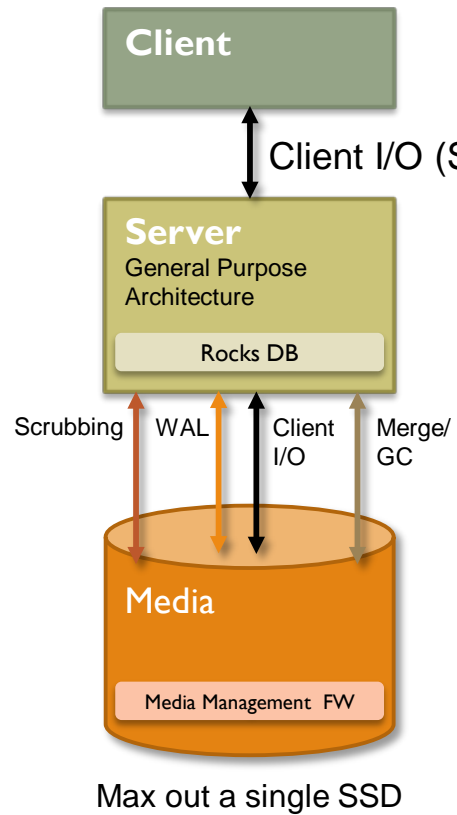 Client
Client I/O (S
Server
General Purpose
Architecture
Rocks DB
Scrubbing
WAL
Client
I/O
Merge/
GC
Media
Media Management FW
Max out a single SSD